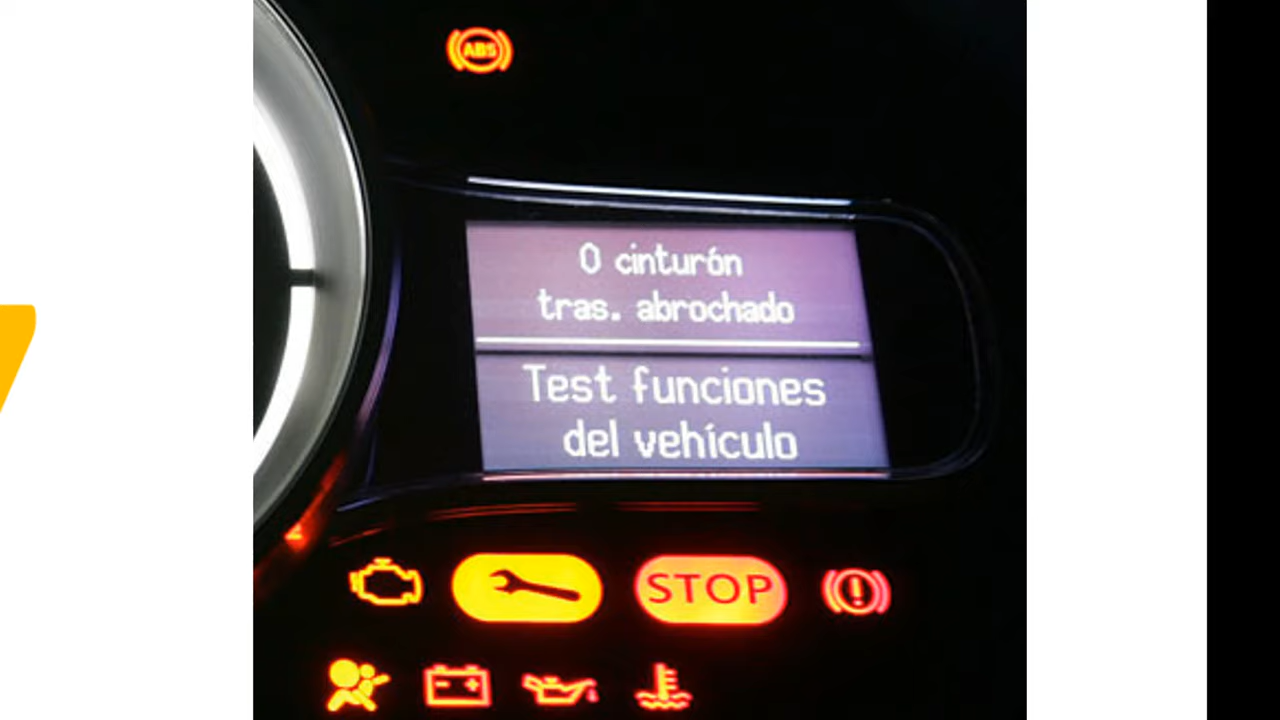 ABS
0 cinturón
tras. abrochado
Test funciones
del vehículo
STOP